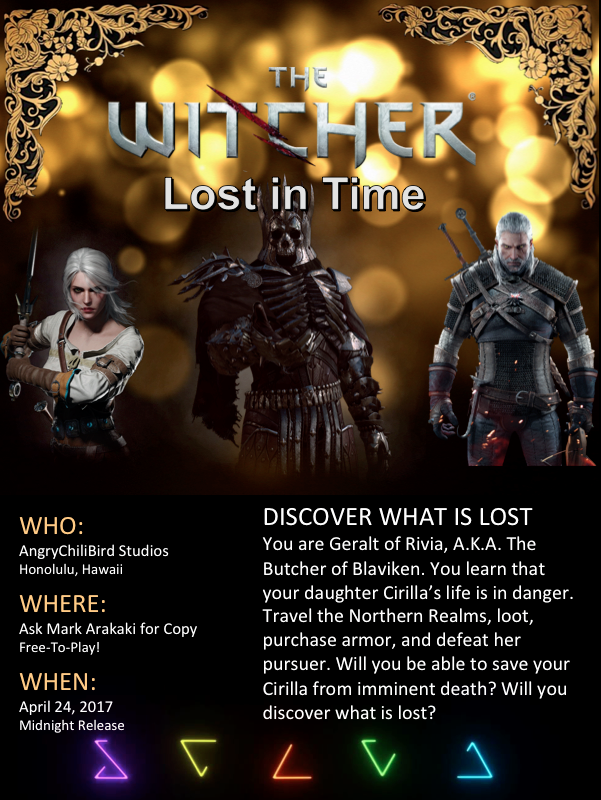 THE
WITCHER
©
Lost in Time
WHO:
AngryChiliBird Studios
Honolulu, Hawaii
WHERE:
Ask Mark Arakaki for Copy
Free-To-Play!
WHEN:
April 24, 2017
Midnight Release
DISCOVER WHAT IS LOST
You are Geralt of Rivia, A.K.A. The
Butcher of Blaviken. You learn that
your daughter Cirilla’s life is in danger.
Travel the Northern Realms, loot,
purchase armor, and defeat her
pursuer. Will you be able to save your
Cirilla from imminent death? Will you
discover what is lost?